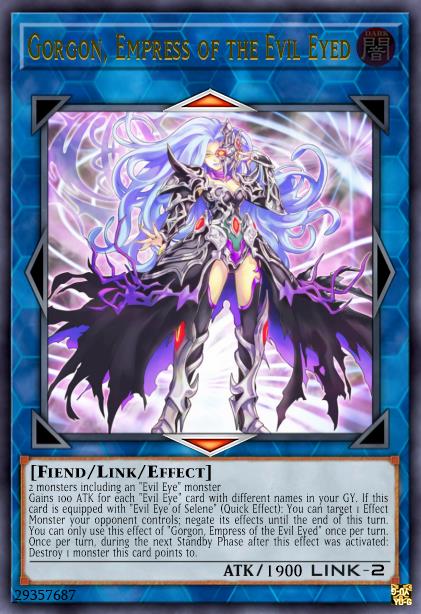 Gorgon, Empress of the Evil Eyed
DARK
闇
[Fiend/Link/Effect]
2 monsters including an "Evil Eye" monster
Gains 100 ATK for each "Evil Eye" card with different names in your GY. If this
card is equipped with "Evil Eye of Selene" (Quick Effect): You can target 1 Effect
Monster your opponent controls; negate its effects until the end of this turn.
You can only use this effect of "Gorgon, Empress of the Evil Eyed" once per turn.
Once per turn, during the next Standby Phase after this effect was activated:
Destroy 1 monster this card points to.
ATK/1900 LINK-2
29357687